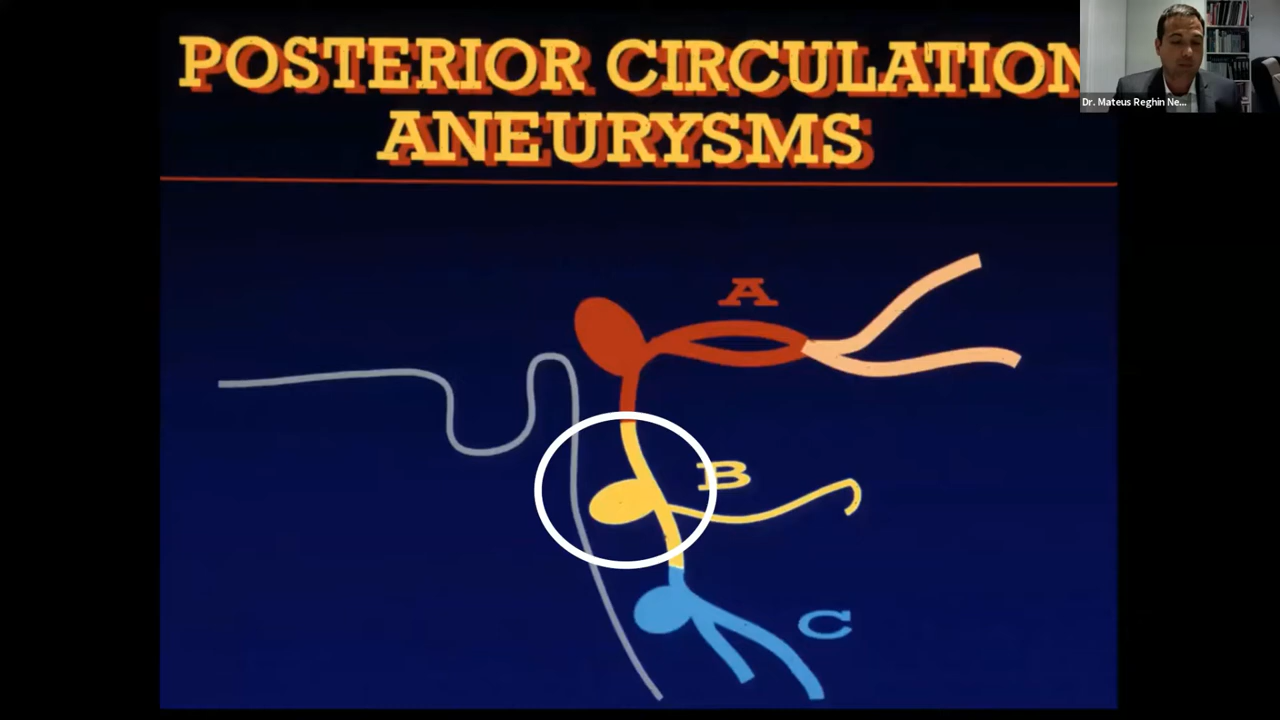 POSTERIOR CIRCULATION
ANEURYSMS
Dr. Mateus Reghin Ne...
A
B
C